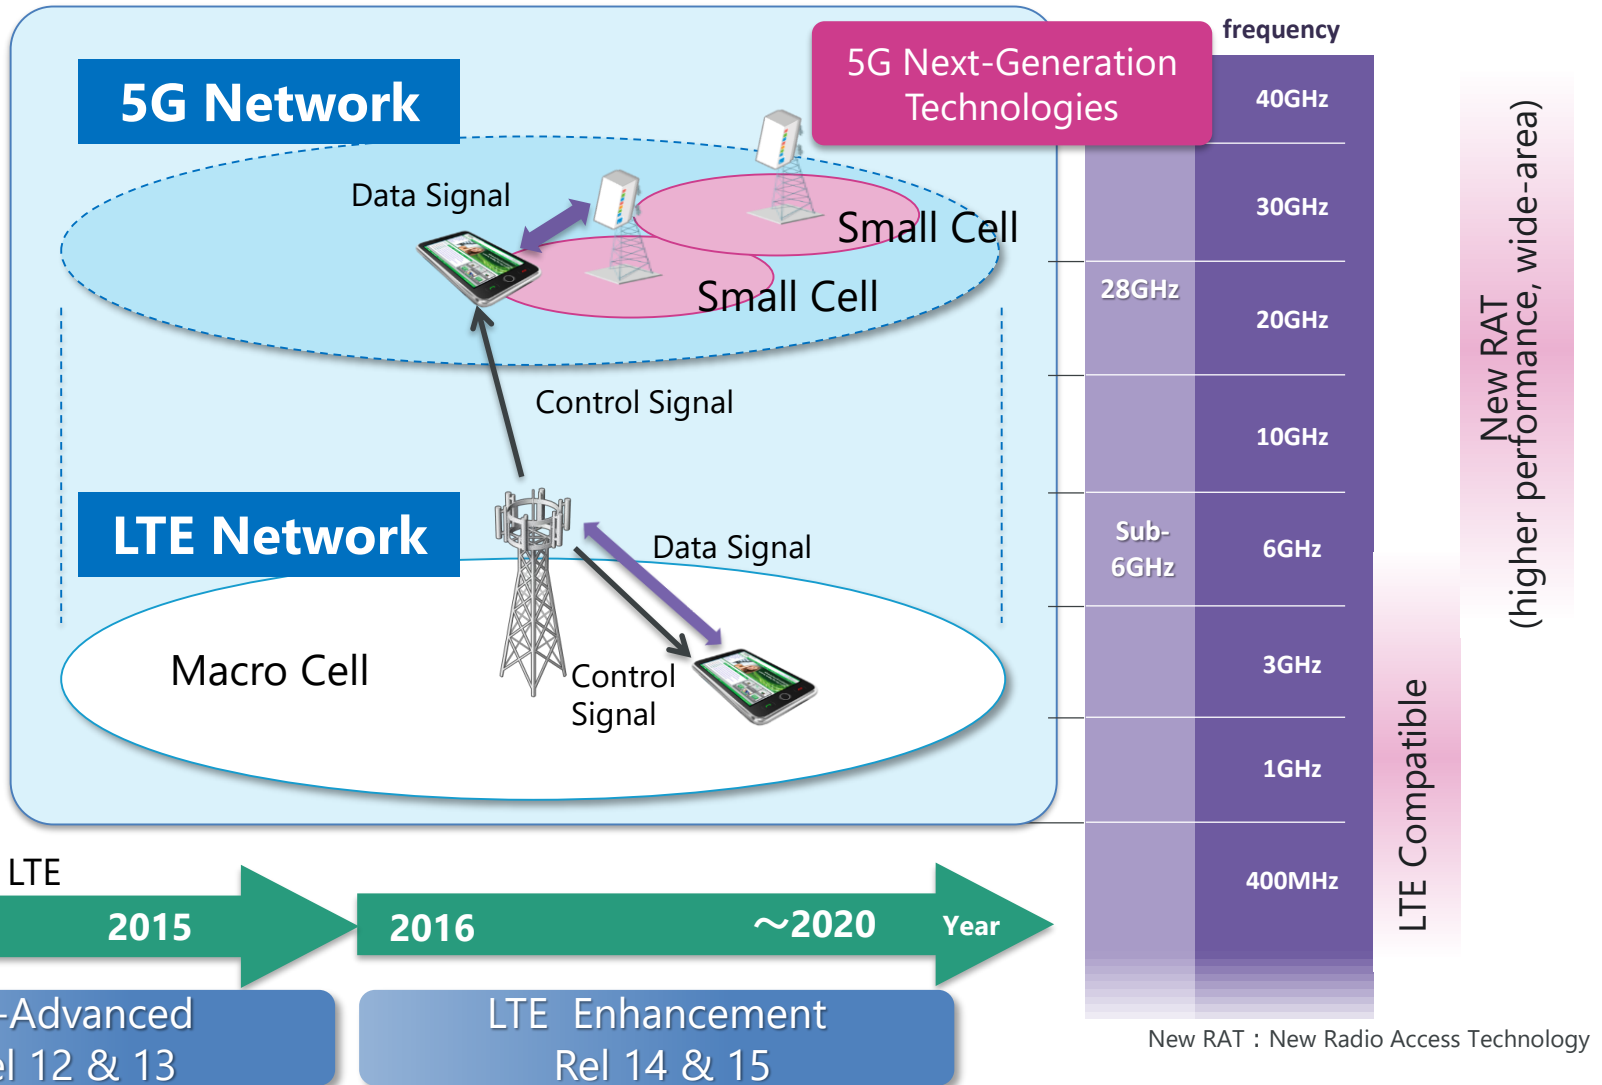 frequency
5G Next-Generation
Technologies
5G Network
40GHz
Data Signal
30GHz
Small Cell
Small Cell
28GHz
20GHz
Control Signal
10GHz
New RAT
(higher performance, wide-area)
LTE Network
Data Signal
Sub-
6GHz
6GHz
Macro Cell
Control
Signal
3GHz
1GHz
LTE Compatible
400MHz
LTE
2015
2016
～2020
Year
-Advanced
el 12 & 13
LTE Enhancement
Rel 14 & 15
New RAT：New Radio Access Technology